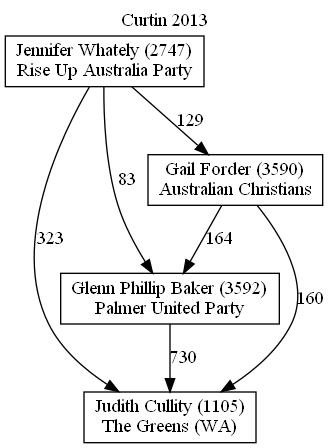 Curtin 2013
Jennifer Whately (2747)
Rise Up Australia Party
129
Gail Forder (3590)
Australian Christians
83
323
164
160
Glenn Phillip Baker (3592)
Palmer United Party
730
Judith Cullity (1105)
The Greens (WA)